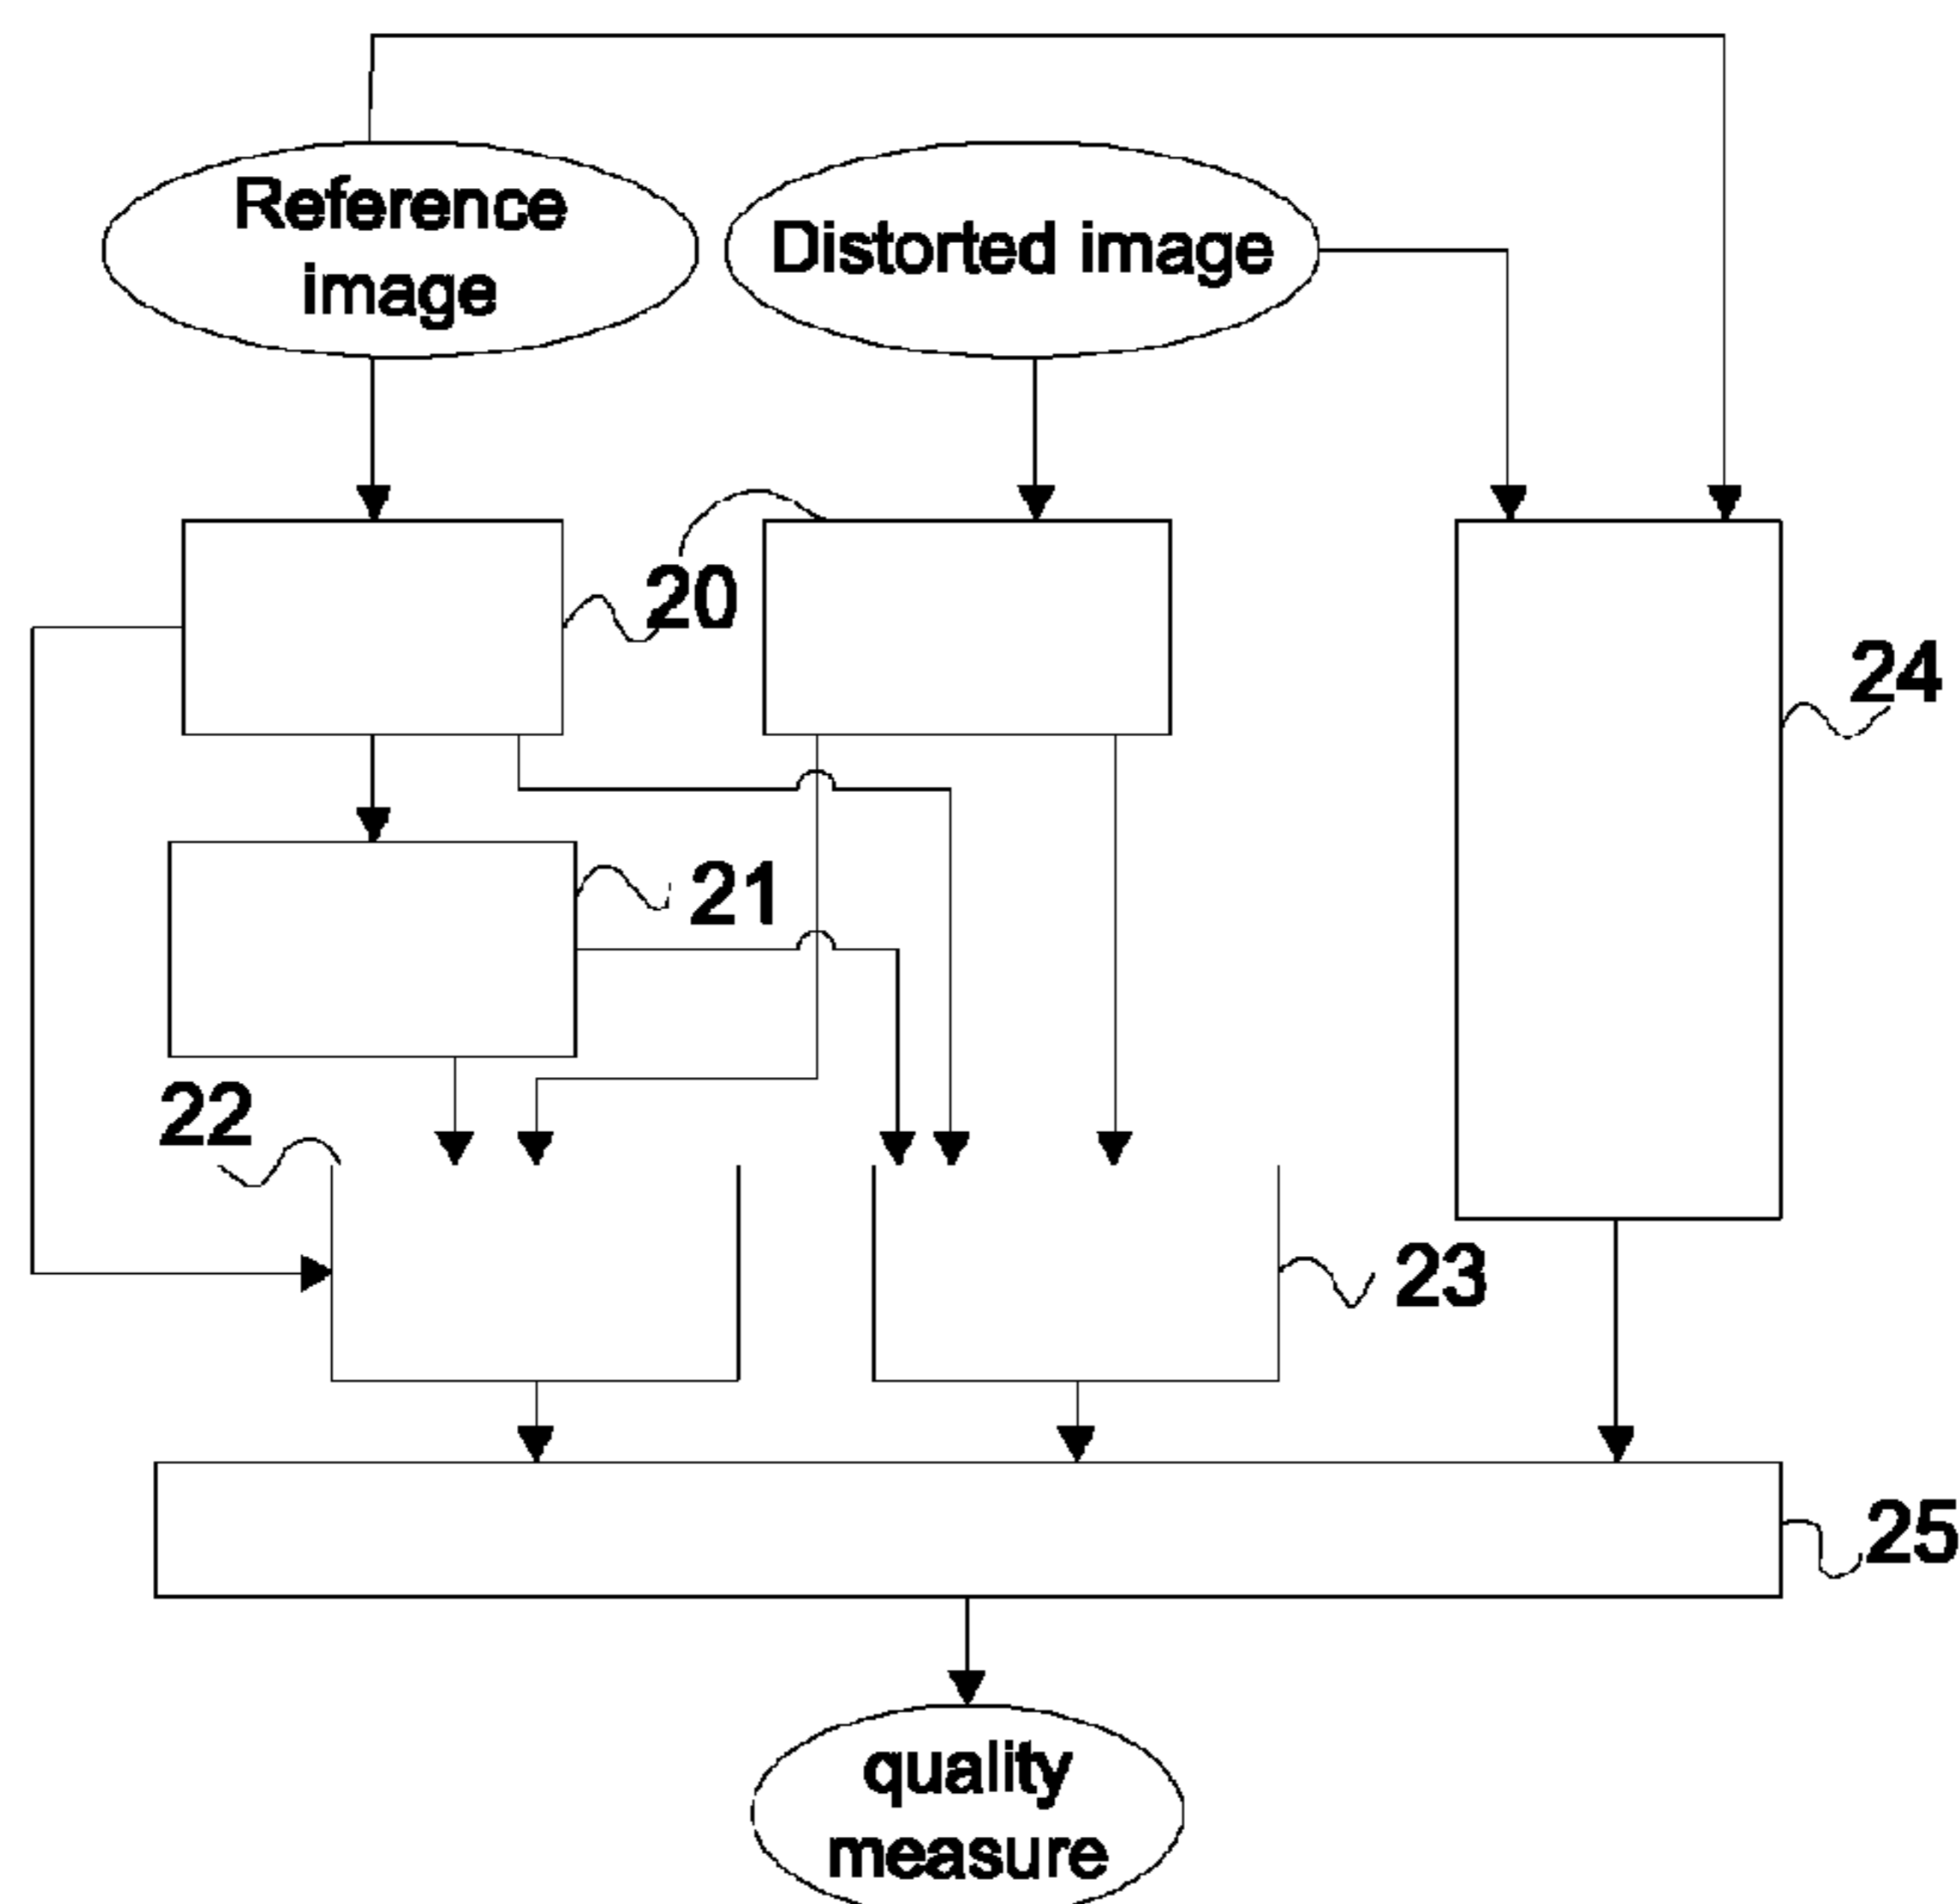 Reference
image
Distorted image
20
24
21
22
23
25
quality
measure